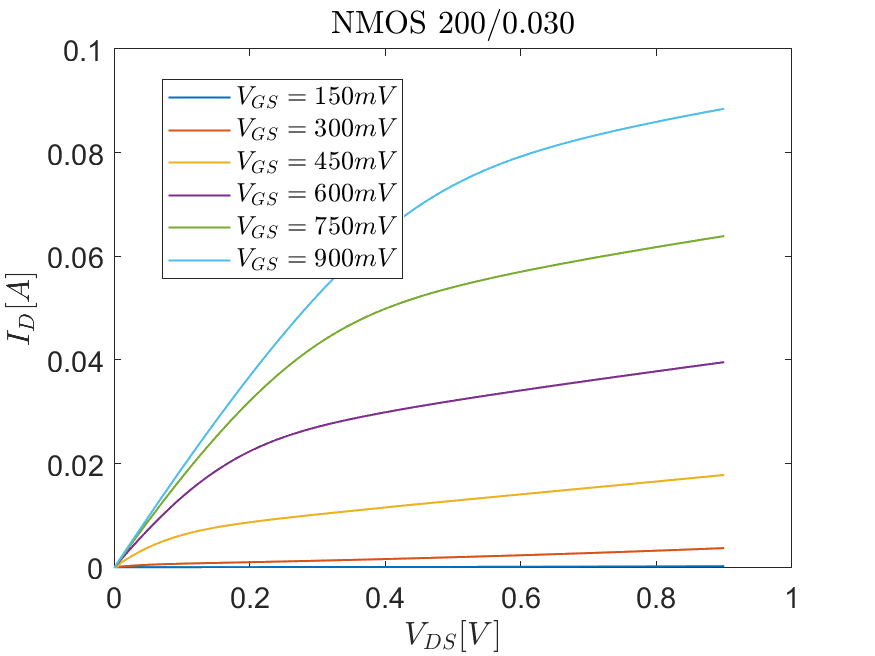 NMOS 200/0.030
0.1
0.08
0.06
0.04
0.02
0
V_{GS} = 150mV
V_{GS} = 300mV
V_{GS} = 450mV
V_{GS} = 600mV
V_{GS} = 750mV
V_{GS} = 900mV
I_D[A]
0 0.2 0.4 0.6 0.8 1
V_{DS}[V]